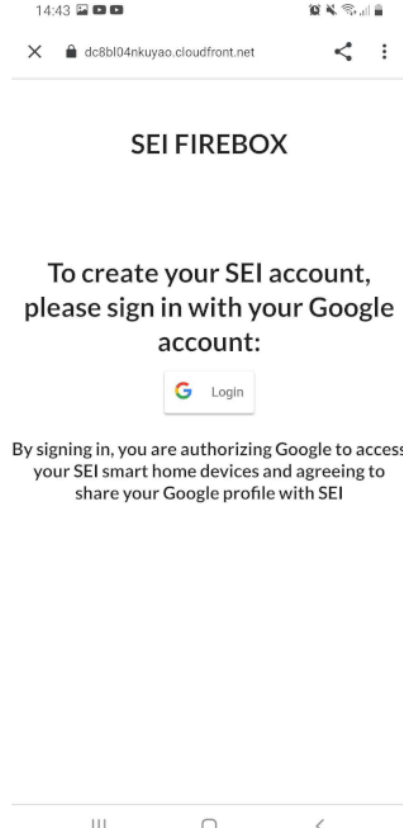 14:43
dc8bl04nkuyao.cloudfront.net
SEI FIREBOX
To create your SEI account,
please sign in with your Google
account:
G Login
By signing in, you are authorizing Google to access
your SEI smart home devices and agreeing to
share your Google profile with SEI